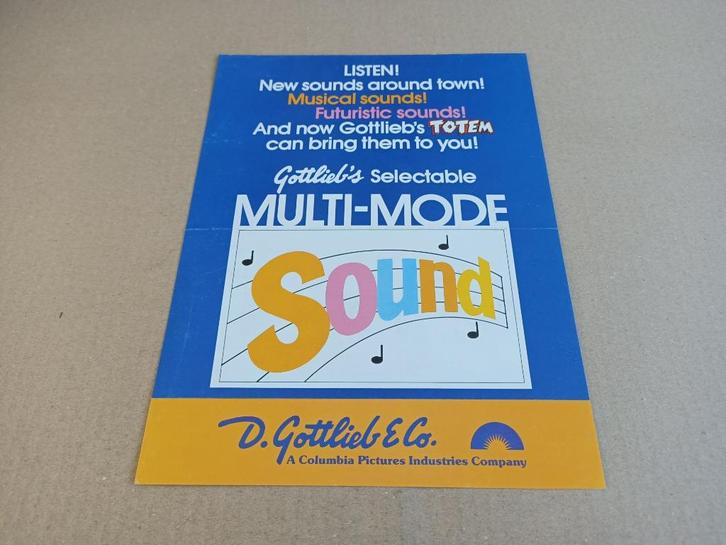 LISTEN!
New sounds around town!
Musical sounds!
Futuristic sounds!
And now Gottlieb's TOTEM
can bring them to you!
Gottlieb's Selectable
MULTI-MODE
Sound
D. Gottlieb & Co.
A Columbia Pictures Industries Company